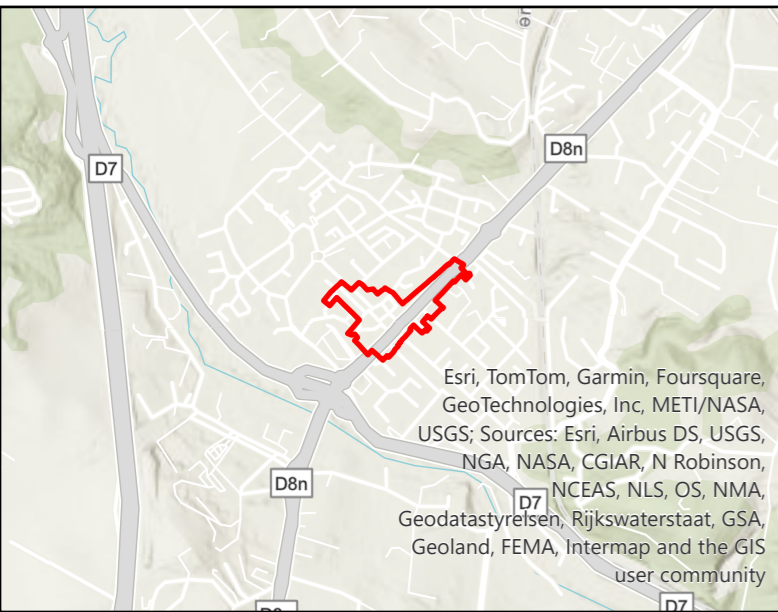 D8n
D7
Esri, TomTom, Garmin, Foursquare,
GeoTechnologies, Inc, METI/NASA,
USGS; Sources: Esri, Airbus DS, USGS,
NGA, NASA, CGIAR, N Robinson,
NCEAS, NLS, OS, NMA,
Geodatastyrelsen, Rijkswaterstaat, GSA,
Geoland, FEMA, Intermap and the GIS
user community
D8n
D7
D7